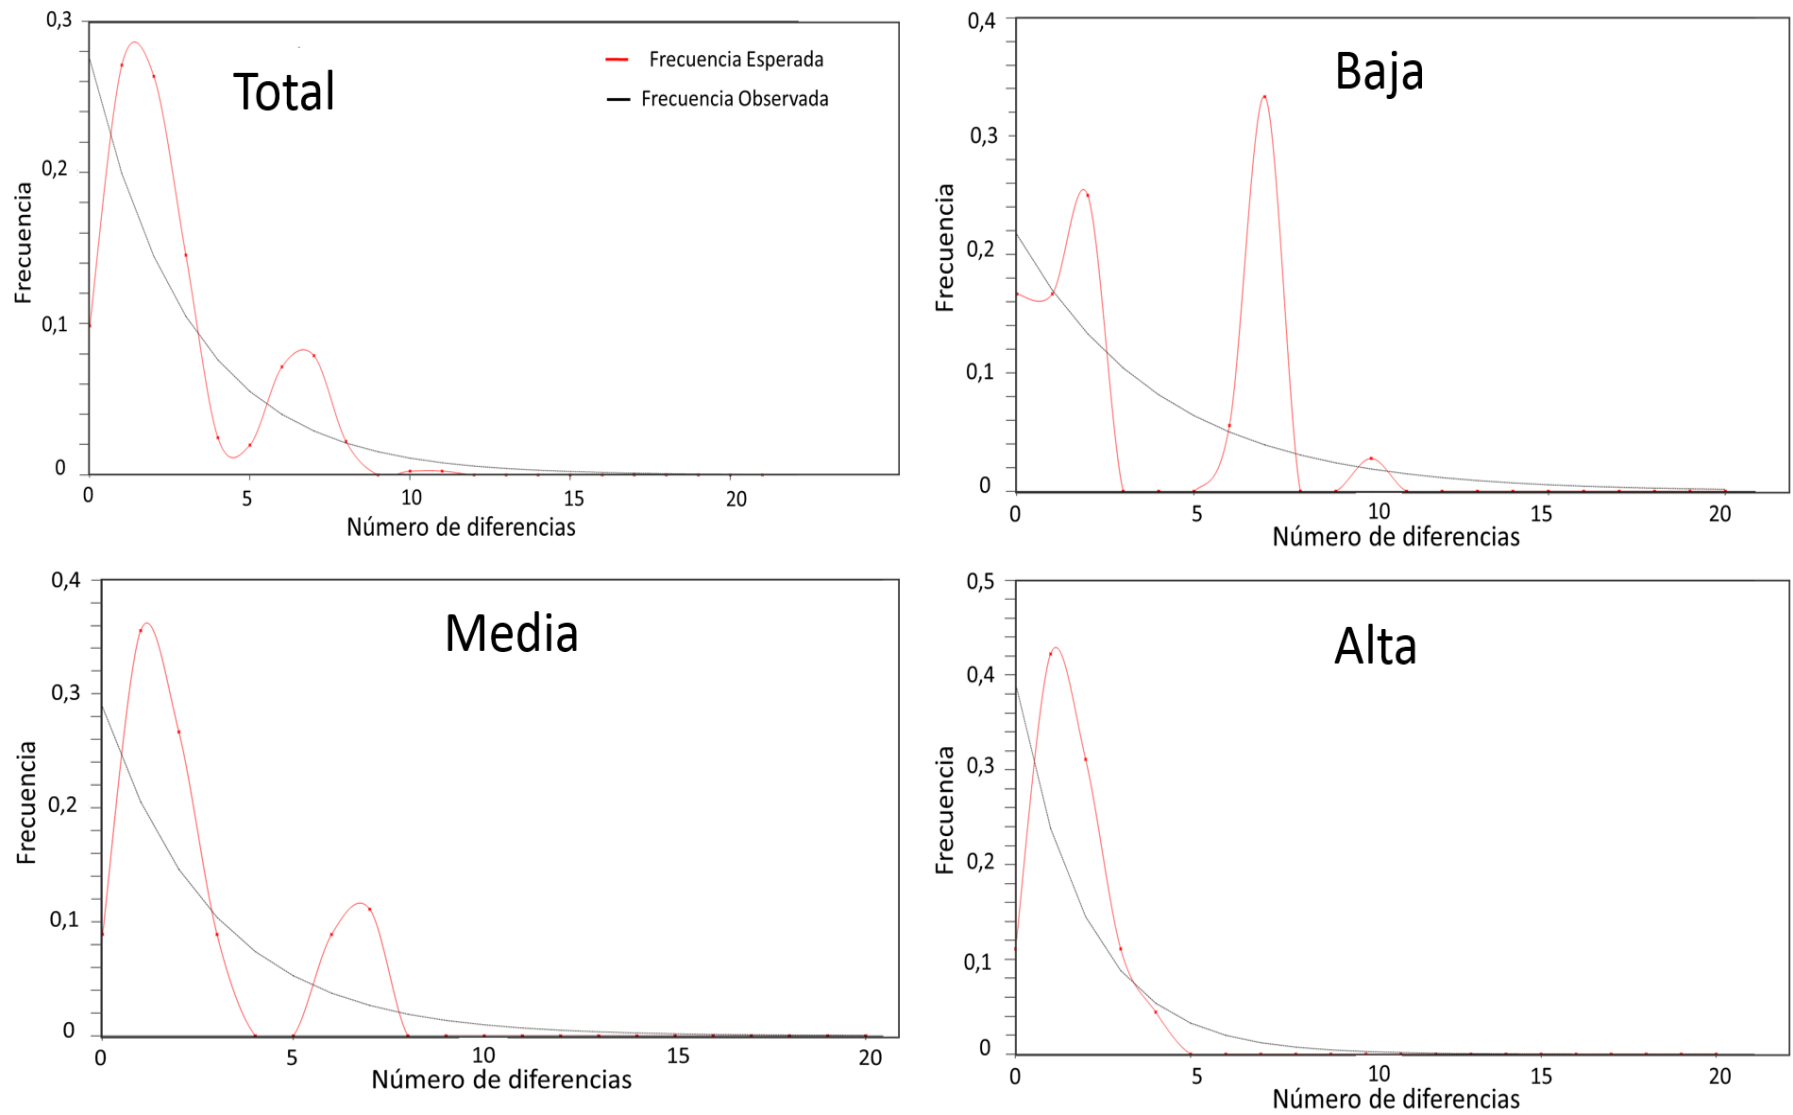 0,3
Total
Frecuencia Esperada
Frecuencia Observada
0,2
0,1
0
Frecuencia
0 5 10 15 20
Número de diferencias
0,4
Baja
0,3
0,2
0,1
0
Frecuencia
0 5 10 15 20
Número de diferencias
0,4
Media
0,3
0,2
0,1
0
Frecuencia
0 5 10 15 20
Número de diferencias
0,5
Alta
0,4
0,3
0,2
0,1
0
Frecuencia
0 5 10 15 20
Número de diferencias